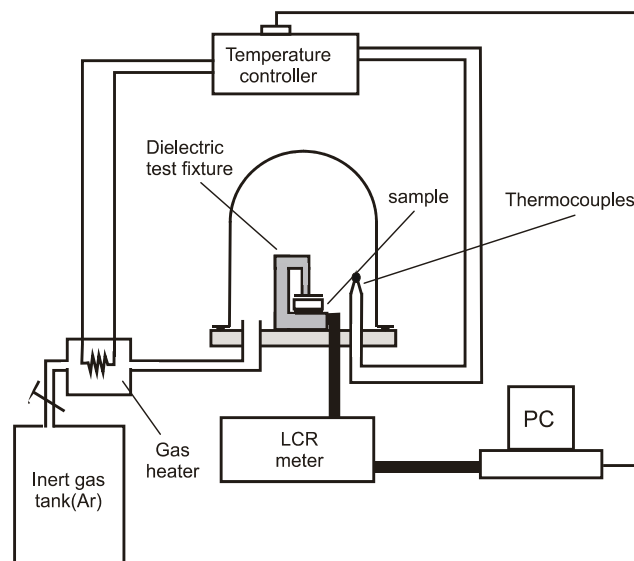 Temperature
controller
Dielectric
test fixture
sample
Thermocouples
Gas
heater
LCR
meter
PC
Inert gas
tank(Ar)